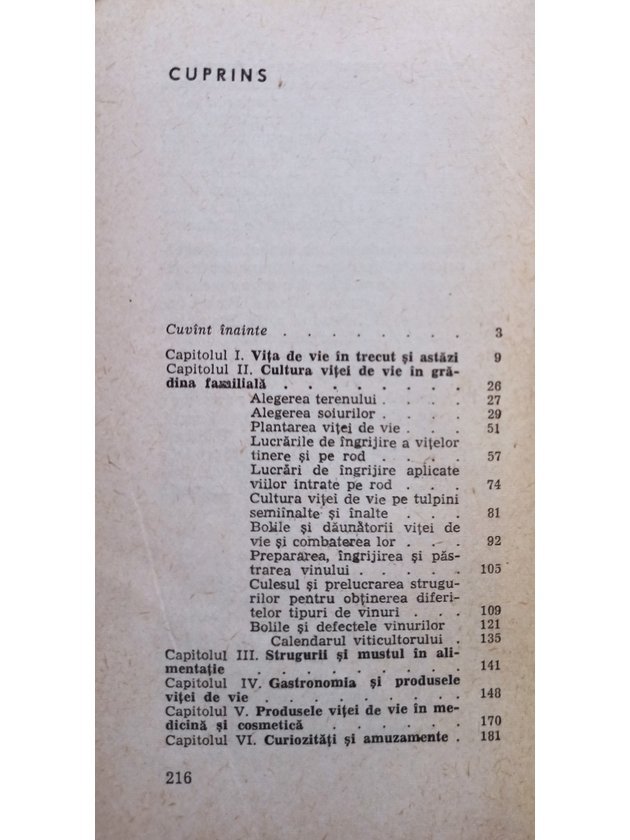 CUPRINS
Cuvînt înainte . . . . . . . . 3
Capitolul I. Vița de vie în trecut și astăzi 9
Capitolul II. Cultura viței de vie în gră-
dina familială . . . . . . . . 26
Alegerea terenului . . . . 27
Alegerea soiurilor . . . . 29
Plantarea viței de vie . . . 51
Lucrările de îngrijire a vițelor
tinere și pe rod . . . . 57
Lucrări de îngrijire aplicate
viilor intrate pe rod . . . 74
Cultura viței de vie pe tulpini
semiînalte și înalte . . . 81
Bolile și dăunătorii viței de
vie și combaterea lor . . . 92
Prepararea, îngrijirea și păs-
trarea vinului . . . . . 105
Culesul și prelucrarea strugu-
rilor pentru obținerea diferi-
telor tipuri de vinuri . . . 109
Bolile și defectele vinurilor 121
Calendarul viticultorului . 135
Capitolul III. Strugurii și mustul în ali-
mentație . . . . . . . . . 141
Capitolul IV. Gastronomia și produsele
viței de vie . . . . . . . . . 148
Capitolul V. Produsele viței de vie în me-
dicină și cosmetică . . . . . . 170
Capitolul VI. Curiozități și amuzamente . 181
216